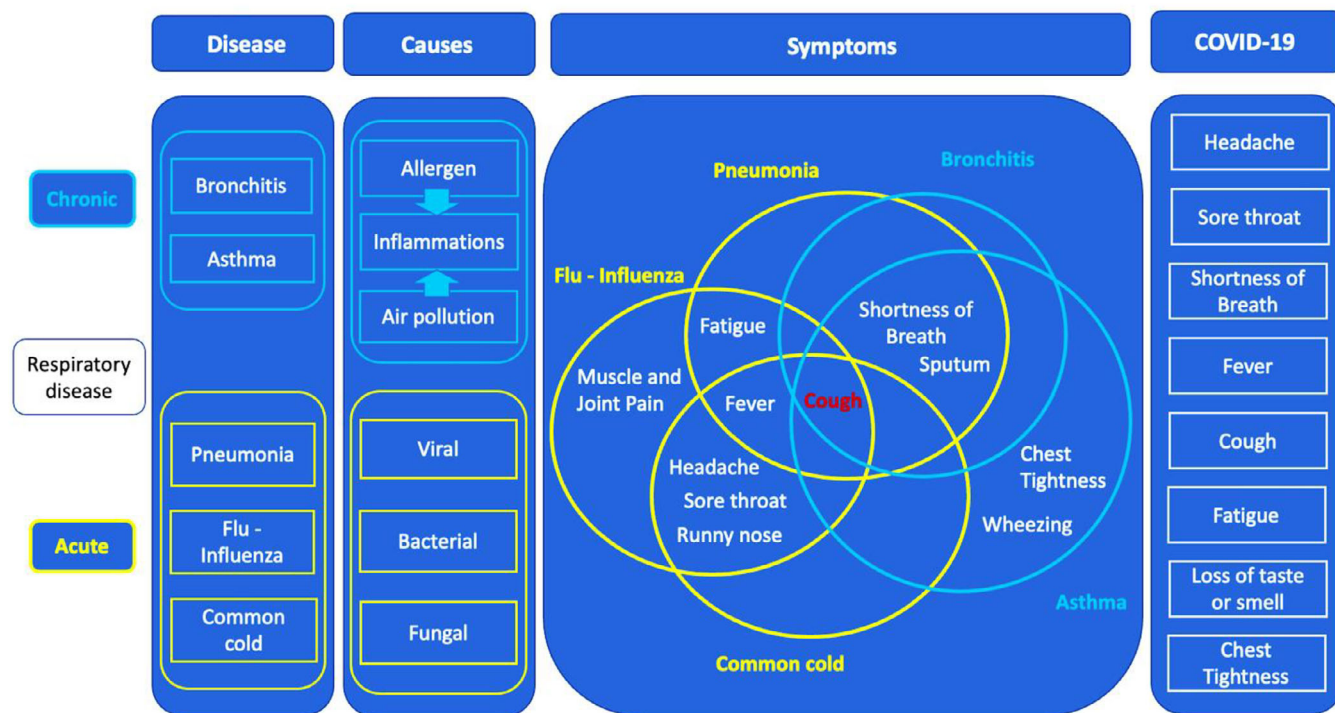 Disease
Causes
Symptoms
COVID-19
Chronic
Respiratory
disease
Acute
Bronchitis
Asthma
Pneumonia
Flu -
Influenza
Common
cold
Allergen
Inflammations
Air pollution
Viral
Bacterial
Fungal
Pneumonia
Bronchitis
Flu - Influenza
Fatigue
Shortness of
Breath
Sputum
Muscle and
Joint Pain
Fever
Cough
Headache
Sore throat
Runny nose
Chest
Tightness
Wheezing
Asthma
Common cold
Headache
Sore throat
Shortness of
Breath
Fever
Cough
Fatigue
Loss of taste
or smell
Chest
Tightness